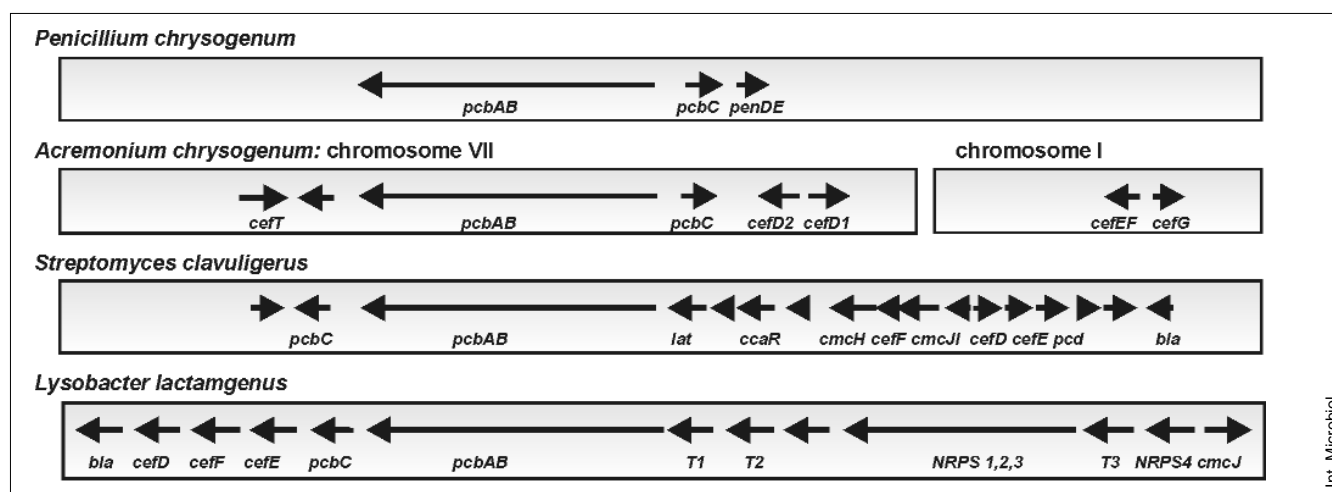 Penicillium chrysogenum
pcbAB pcbC penDE
Acremonium chrysogenum: chromosome VII chromosome I
cefT pcbAB pcbC cefD2 cefD1 cefEF cefG
Streptomyces clavuligerus
pcbC pcbAB lat ccaR cmcH cefF cmcJI cefD cefE pcd bla
Lysobacter lactamgenus
bla cefD cefF cefE pcbC pcbAB T1 T2 NRPS 1,2,3 T3 NRPS4 cmcJ
Int. Microbiol.